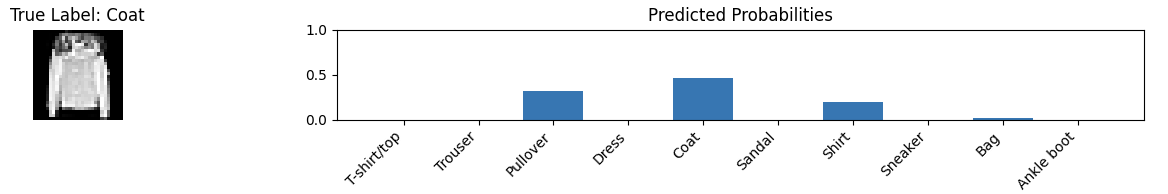 True Label: Coat
Predicted Probabilities
1.0
0.5
0.0
T-shirt/top
Trouser
Pullover
Dress
Coat
Sandal
Shirt
Sneaker
Bag
Ankle boot